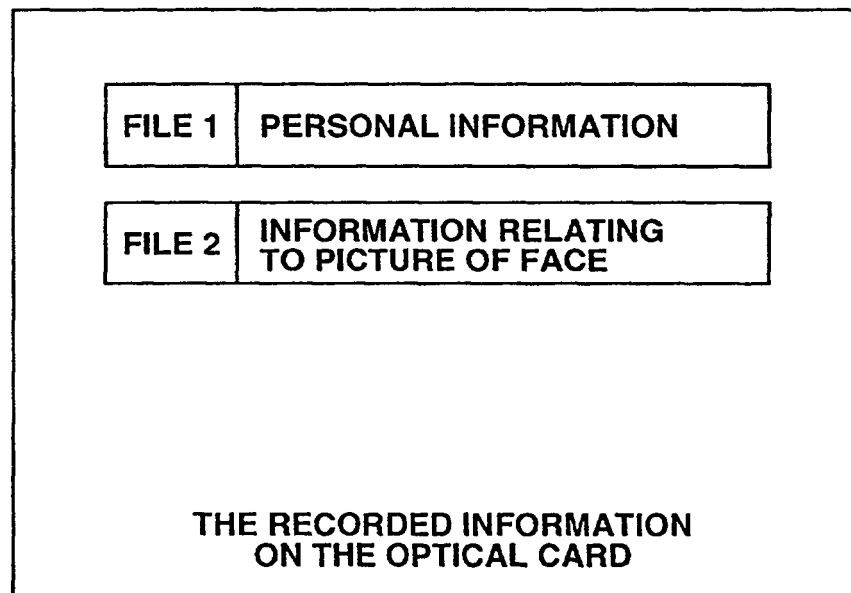 FILE 1 PERSONAL INFORMATION
FILE 2 INFORMATION RELATING
TO PICTURE OF FACE
THE RECORDED INFORMATION
ON THE OPTICAL CARD